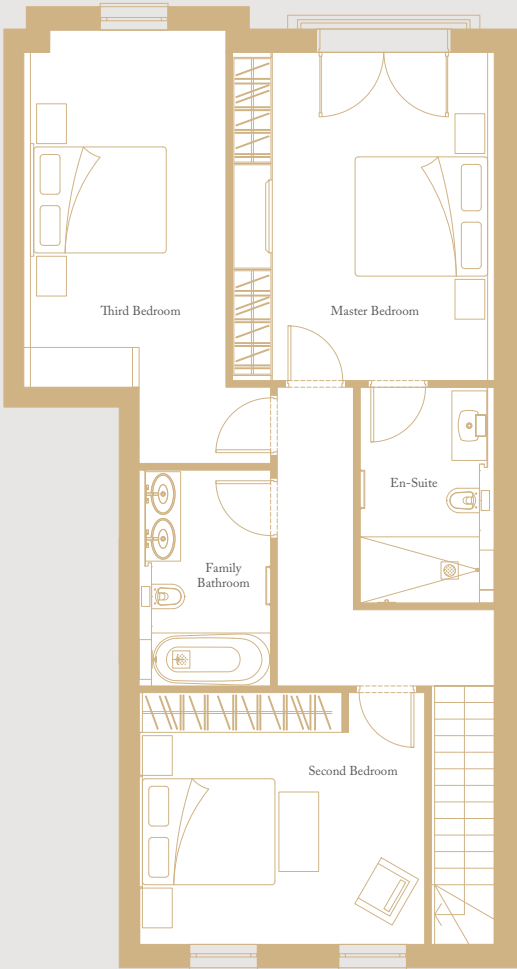 Third Bedroom
Master Bedroom
En-Suite
Family
Bathroom
Second Bedroom